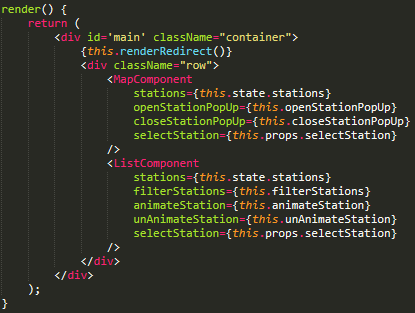 render() {
    return (
        <div id='main' className="container">
            {this.renderRedirect()}
            <div className="row">
                <MapComponent
                    stations={this.state.stations}
                    openStationPopUp={this.openStationPopUp}
                    closeStationPopUp={this.closeStationPopUp}
                    selectStation={this.props.selectStation}
                />
                <ListComponent
                    stations={this.state.stations}
                    filterStations={this.filterStations}
                    animateStation={this.animateStation}
                    unAnimateStation={this.unAnimateStation}
                    selectStation={this.props.selectStation}
                />
            </div>
        </div>
    );
}